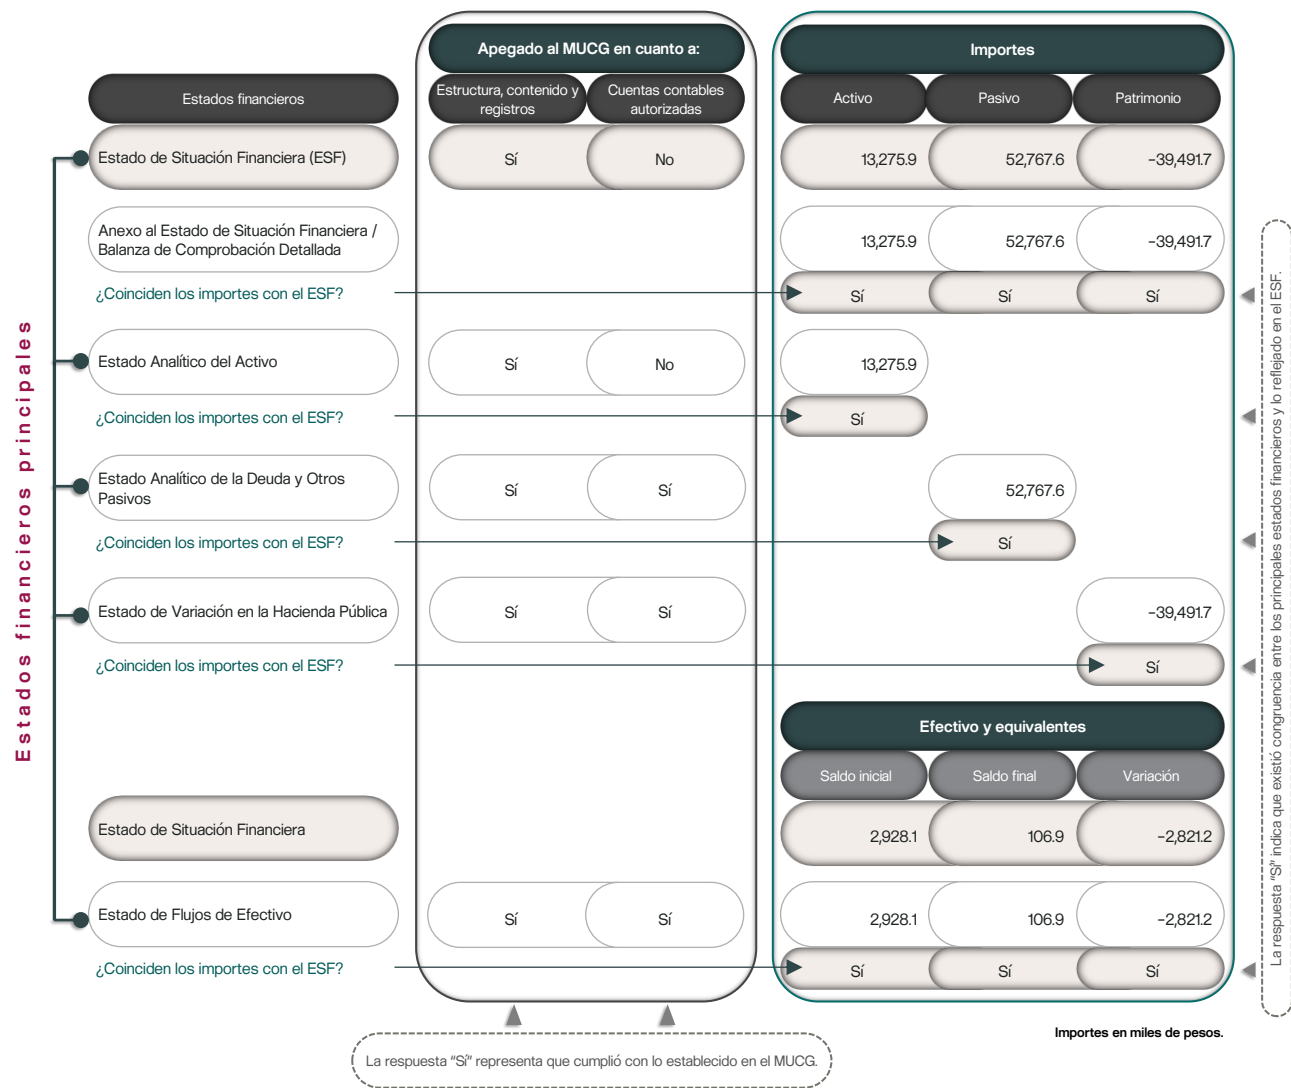 Apegado al MUCG en cuanto a:
Importes
Estados financieros
Estructura, contenido y
registros
Cuentas contables
autorizadas
Activo
Pasivo
Patrimonio
Estado de Situación Financiera (ESF)
Sí
No
13,275.9
52,767.6
-39,491.7
Anexo al Estado de Situación Financiera /
Balanza de Comprobación Detallada
13,275.9
52,767.6
-39,491.7
¿Coinciden los importes con el ESF?
Sí
Sí
Sí
Estado Analítico del Activo
Sí
No
13,275.9
¿Coinciden los importes con el ESF?
Sí
Estado Analítico de la Deuda y Otros
Pasivos
Sí
Sí
52,767.6
¿Coinciden los importes con el ESF?
Sí
Estado de Variación en la Hacienda Pública
Sí
Sí
-39,491.7
¿Coinciden los importes con el ESF?
Sí
Efectivo y equivalentes
Saldo inicial
Saldo final
Variación
Estado de Situación Financiera
2,928.1
106.9
-2,821.2
Estado de Flujos de Efectivo
Sí
Sí
2,928.1
106.9
-2,821.2
¿Coinciden los importes con el ESF?
Sí
Sí
Sí
Estados financieros principales
La respuesta "Sí" indica que existió congruencia entre los principales estados financieros y lo reflejado en el ESF.
Importes en miles de pesos.
La respuesta "Sí" representa que cumplió con lo establecido en el MUCG.